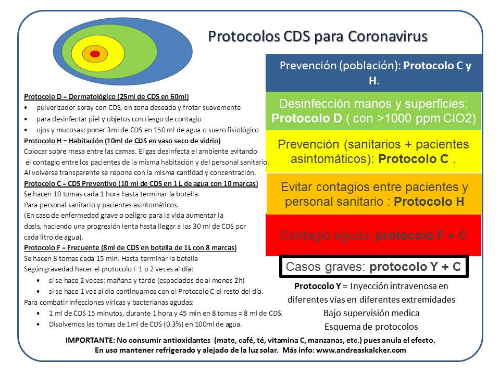 Protocolos CDS para Coronavirus
Prevención (población): Protocolo C y
H.
Desinfección manos y superficies:
Protocolo D ( con >1000 ppm ClO2)
Prevención (sanitarios + pacientes
asintomáticos): Protocolo C .
Evitar contagios entre pacientes y
personal sanitario : Protocolo H
Contagio agudo: protocolo F + C
Casos graves: protocolo Y + C
Protocolo Y = Inyección intravenosa en
diferentes vías en diferentes extremidades
Bajo supervisión medica
Esquema de protocolos
Protocolo D = Dermatológico (25ml de CDS en 60ml)
• pulverizador spray con CDS, en zona deseada y frotar suavemente
• para desinfectar piel y objetos con riesgo de contagio
• ojos y mucosas: poner 3ml de CDS en 150 ml de agua o suero fisiológico
Protocolo H = Habitación (10ml de CDS en vaso seco de vidrio)
Colocar sobre mesa entre las camas. El gas desinfecta el ambiente evitando
el contagio entre los pacientes de la misma habitación y del personal sanitario.
Al volverse transparente se repone con la misma cantidad y concentración.
Protocolo C = CDS Preventivo (10 ml de CDS en 1 L de agua con 10 marcas)
Se hacen 10 tomas cada 1 hora hasta terminar la botella.
Para personal sanitario y pacientes asintomáticos.
(En caso de enfermedad grave o peligro para la vida aumentar la
dosis, haciendo una progresión lenta hasta llegar a los 30 ml de CDS por
cada litro de agua).
Protocolo F = Frecuente (8ml de CDS en botella de 1L con 8 marcas)
Se hacen 8 tomas cada 15 min. Hasta terminar la botella
Según gravedad hacer el protocolo F 1 o 2 veces al día:
• si se hace 2 veces: mañana y tarde (espaciados de al menos 2h)
• si se hace 1 vez al día continuamos con el Protocolo C el resto del día.
Para combatir infecciones víricas y bacterianas agudas:
• 1 ml de CDS 15 minutos, durante 1 hora y 45 min en 8 tomas = 8 ml de CDS.
• Disolvemos las tomas de 1ml de CDS (0.3%) en 100ml de agua.
IMPORTANTE: No consumir antioxidantes (mate, café, té, vitamina C, manzanas, etc.) pues anula el efecto.
En uso mantener refrigerado y alejado de la luz solar. Más info: www.andreaskalcker.com